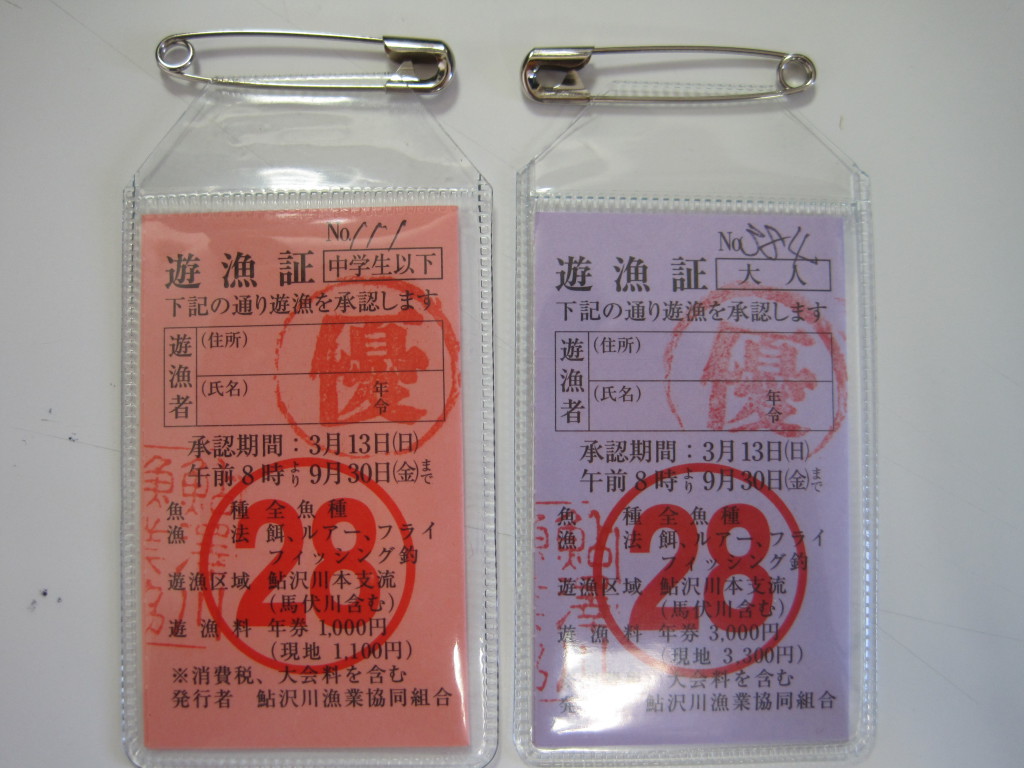 No.111
遊漁証 中学生以下
下記の通り遊漁を承認します
遊漁者
(住所)
(氏名) 年令
優
承認期間:3月13日(日)
午前8時より9月30日(金)まで
魚種 全魚種
漁法 餌、ルアー、フライ
フィッシング釣
遊漁区域 鮎沢川本支流
(馬伏川含む)
遊漁料 年券 1,000円
(現地 1,100円)
※消費税、大会料を含む
発行者 鮎沢川漁業協同組合
28
No.384
遊漁証 大人
下記の通り遊漁を承認します
遊漁者
(住所)
(氏名) 年令
優
承認期間:3月13日(日)
午前8時より9月30日(金)まで
魚種 全魚種
漁法 餌、ルアー、フライ
フィッシング釣
遊漁区域 鮎沢川本支流
(馬伏川含む)
遊漁料 年券 3,000円
(現地 3,300円)
大会料を含む
発 鮎沢川漁業協同組合
28